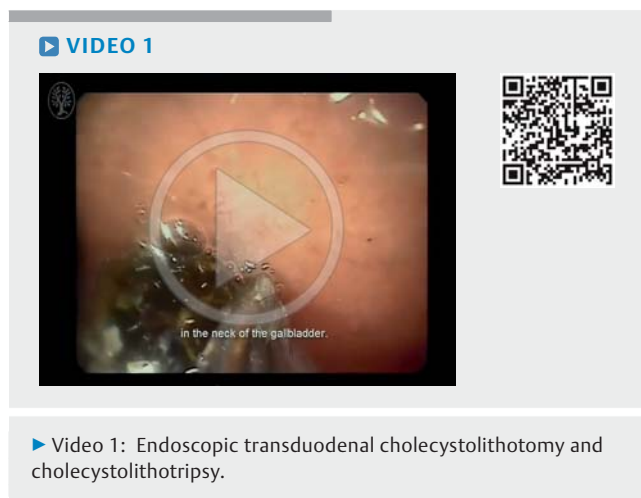 VIDEO 1
in the neck of the gallbladder.
Video 1: Endoscopic transduodenal cholecystolithotomy and
cholecystolithotripsy.